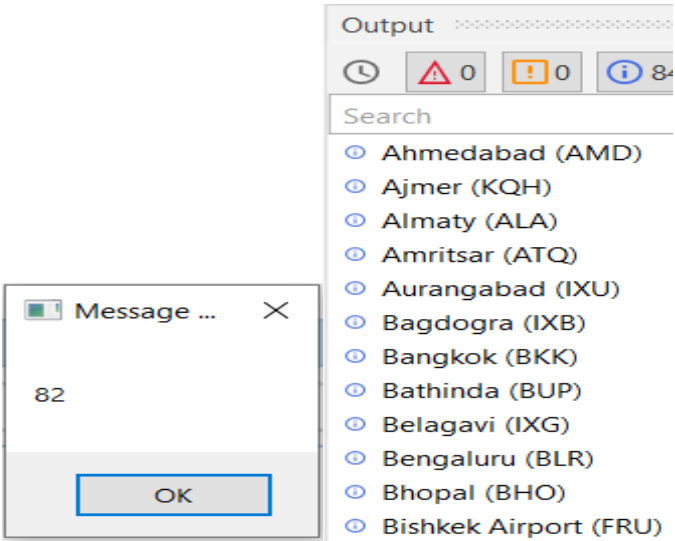 Output
0 0 84
Search
Ahmedabad (AMD)
Ajmer (KQH)
Almaty (ALA)
Amritsar (ATQ)
Aurangabad (IXU)
Bagdogra (IXB)
Bangkok (BKK)
Bathinda (BUP)
Belagavi (IXG)
Bengaluru (BLR)
Bhopal (BHO)
Bishkek Airport (FRU)
Message ...
82
OK